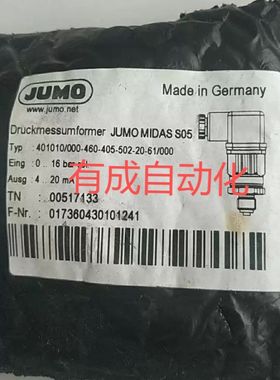 JUMO
www.jumo.net
Made in Germany
Druckmessumformer JUMO MIDAS S05
Typ : 401010/000-460-405-502-20-61/000
Eing : 0 ... 16 bar
Ausg : 4 ... 20 mA
有成自动化
TN : 00517133
F-Nr. : 017360430101241